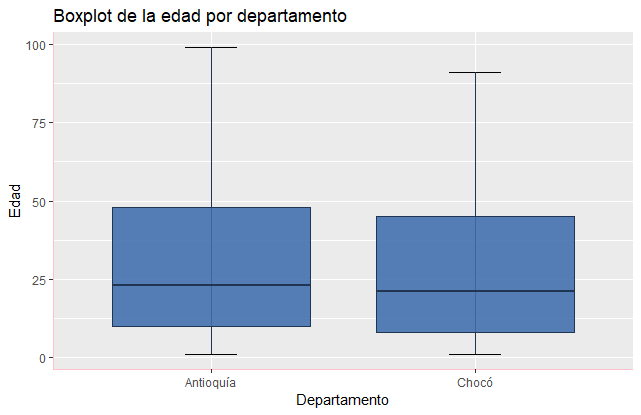 Boxplot de la edad por departamento
100
75
50
25
0
Edad
Antioquía
Chocó
Departamento